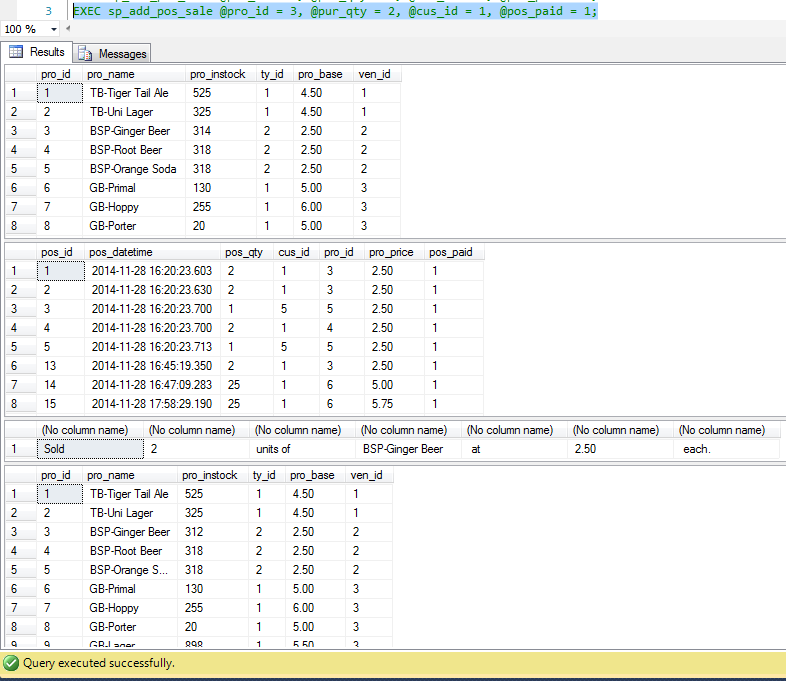 3 EXEC sp_add_pos_sale @pro_id = 3, @pur_qty = 2, @cus_id = 1, @pos_paid = 1;
100 %
Results Messages
pro_id pro_name pro_instock ty_id pro_base ven_id
1 1 TB-Tiger Tail Ale 525 1 4.50 1
2 2 TB-Uni Lager 325 1 4.50 1
3 3 BSP-Ginger Beer 314 2 2.50 2
4 4 BSP-Root Beer 318 2 2.50 2
5 5 BSP-Orange Soda 318 2 2.50 2
6 6 GB-Primal 130 1 5.00 3
7 7 GB-Hoppy 255 1 6.00 3
8 8 GB-Porter 20 1 5.00 3
pos_id pos_datetime pos_qty cus_id pro_id pro_price pos_paid
1 1 2014-11-28 16:20:23.603 2 1 3 2.50 1
2 2 2014-11-28 16:20:23.630 2 1 3 2.50 1
3 3 2014-11-28 16:20:23.700 1 5 5 2.50 1
4 4 2014-11-28 16:20:23.700 2 1 4 2.50 1
5 5 2014-11-28 16:20:23.713 1 5 5 2.50 1
6 13 2014-11-28 16:45:19.350 2 1 3 2.50 1
7 14 2014-11-28 16:47:09.283 25 1 6 5.00 1
8 15 2014-11-28 17:58:29.190 25 1 6 5.75 1
(No column name) (No column name) (No column name) (No column name) (No column name) (No column name) (No column name)
1 Sold 2 units of BSP-Ginger Beer at 2.50 each.
pro_id pro_name pro_instock ty_id pro_base ven_id
1 1 TB-Tiger Tail Ale 525 1 4.50 1
2 2 TB-Uni Lager 325 1 4.50 1
3 3 BSP-Ginger Beer 312 2 2.50 2
4 4 BSP-Root Beer 318 2 2.50 2
5 5 BSP-Orange S... 318 2 2.50 2
6 6 GB-Primal 130 1 5.00 3
7 7 GB-Hoppy 255 1 6.00 3
8 8 GB-Porter 20 1 5.00 3
9 9 GB-Lager 898 1 5.50 3
Query executed successfully.